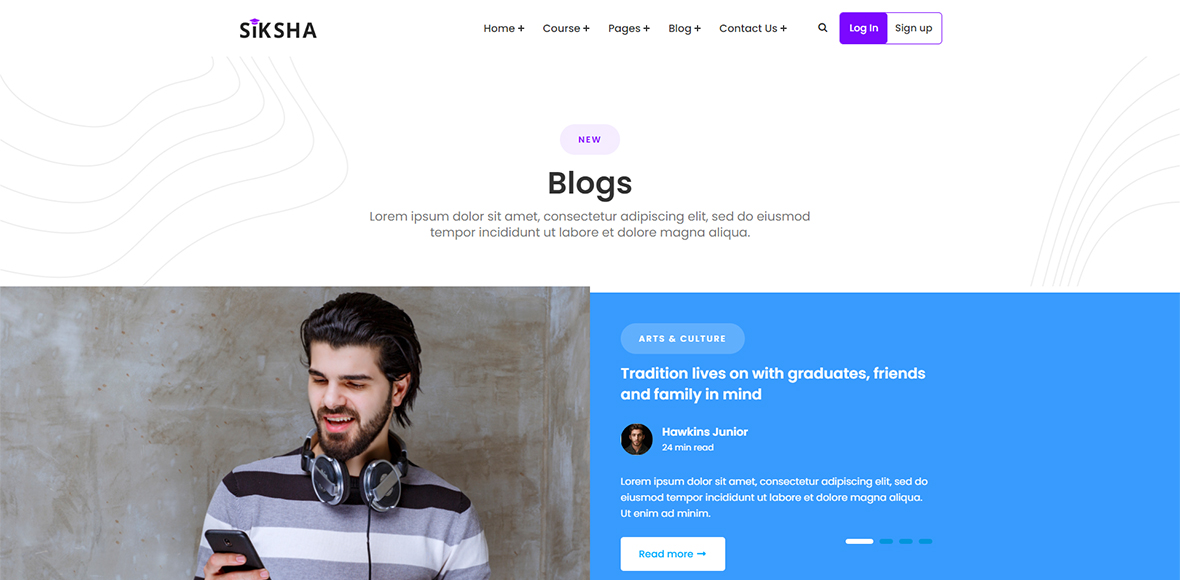 SiKSHA
Home +
Course +
Pages +
Blog +
Contact Us +
Log In
Sign up
NEW
Blogs
Lorem ipsum dolor sit amet, consectetur adipiscing elit, sed do eiusmod
tempor incididunt ut labore et dolore magna aliqua.
ARTS & CULTURE
Tradition lives on with graduates, friends
and family in mind
Hawkins Junior
24 min read
Lorem ipsum dolor sit amet, consectetur adipiscing elit, sed do
eiusmod tempor incididunt ut labore et dolore magna aliqua.
Ut enim ad minim.
Read more →